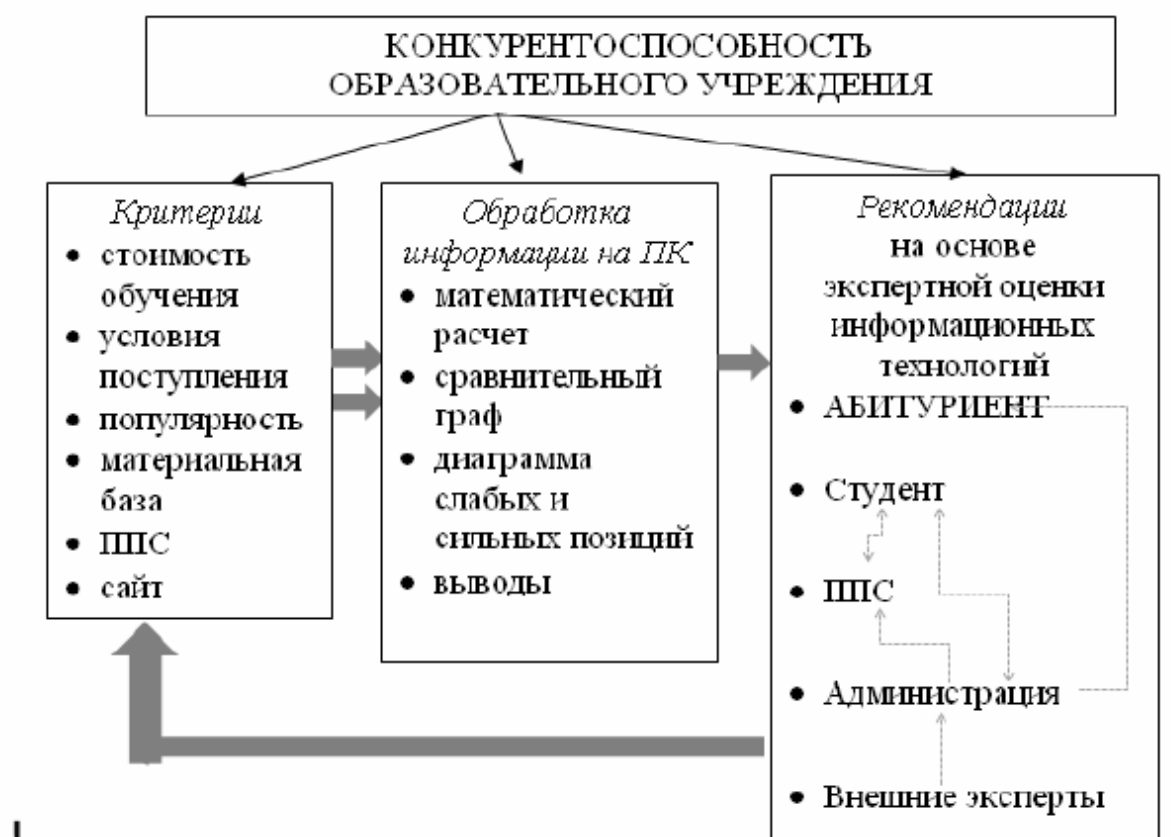 КОНКУРЕНТОСПОСОБНОСТЬ
ОБРАЗОВАТЕЛЬНОГО УЧРЕЖДЕНИЯ
Критерии
• стоимость
обучения
• условия
поступления
• популярность
• материальная
база
• ППС
• сайт
Обработка
информации на ПК
• математический
расчет
• сравнительный
граф
• диаграмма
слабых и
сильных позиций
• выводы
Рекомендации
на основе
экспертной оценки
информационных
технологий
• АБИТУРИЕНТ
• Студент
• ППС
• Администрация
• Внешние эксперты